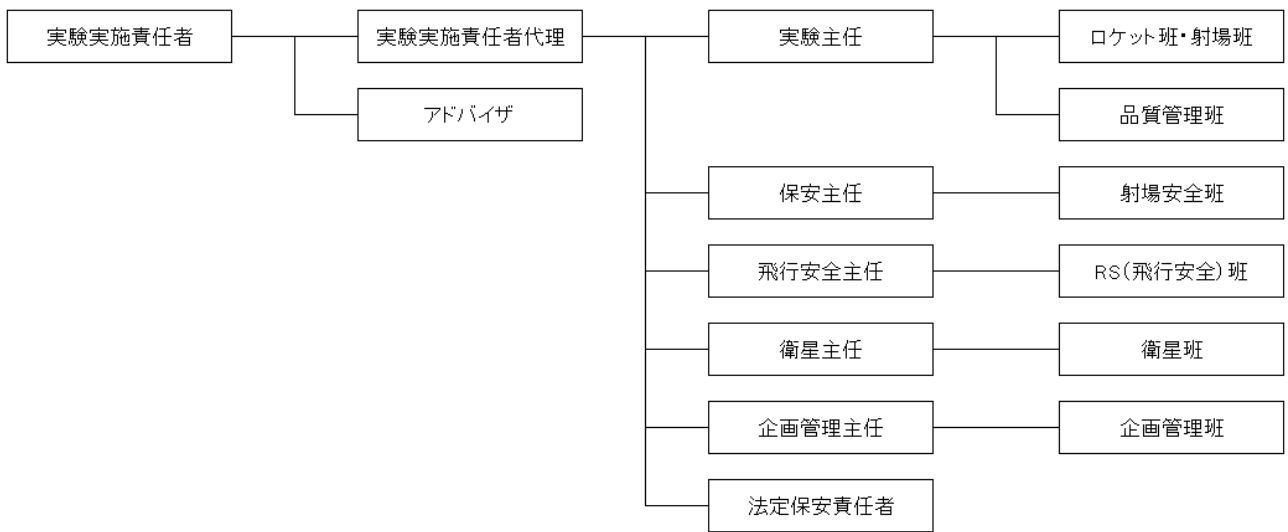 実験実施責任者
実験実施責任者代理
実験主任
ロケット班・射場班
アドバイザ
品質管理班
保安主任
射場安全班
飛行安全主任
RS(飛行安全)班
衛星主任
衛星班
企画管理主任
企画管理班
法定保安責任者